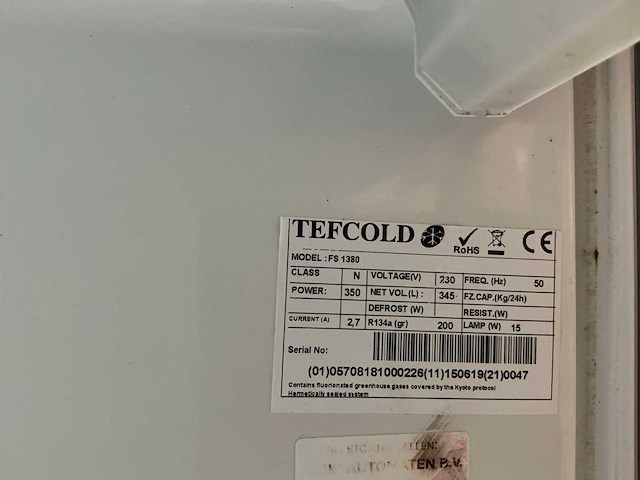 TEFCOLD
RoHS
CE
MODEL : FS 1380
CLASS N VOLTAGE(V) 230 FREQ. (Hz) 50
POWER: 350 NET VOL.(L) : 345 FZ.CAP.(Kg/24h)
DEFROST (W) RESIST.(W)
CURRENT (A) 2,7 R134a (gr) 200 LAMP (W) 15
Serial No:
(01)05708181000226(11)150619(21)0047
Contains fluorionated greenhouse gases covered by the Kyoto protocol
Hermetically sealed system
B.V.